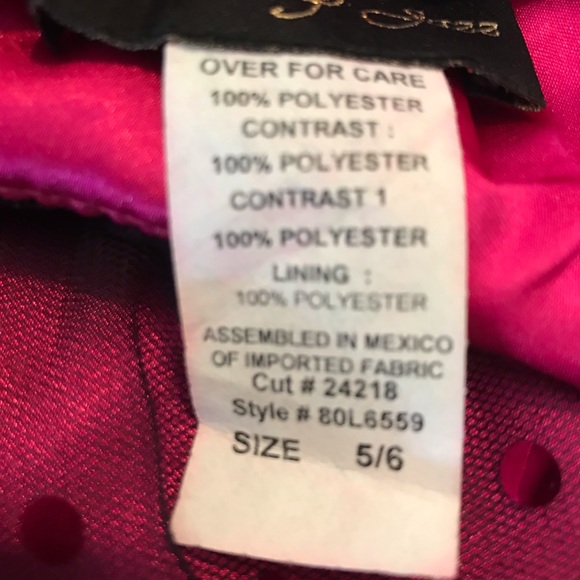 OVER FOR CARE
100% POLYESTER
CONTRAST :
100% POLYESTER
CONTRAST 1
100% POLYESTER
LINING :
100% POLYESTER
ASSEMBLED IN MEXICO
OF IMPORTED FABRIC
Cut # 24218
Style # 80L6559
SIZE 5/6